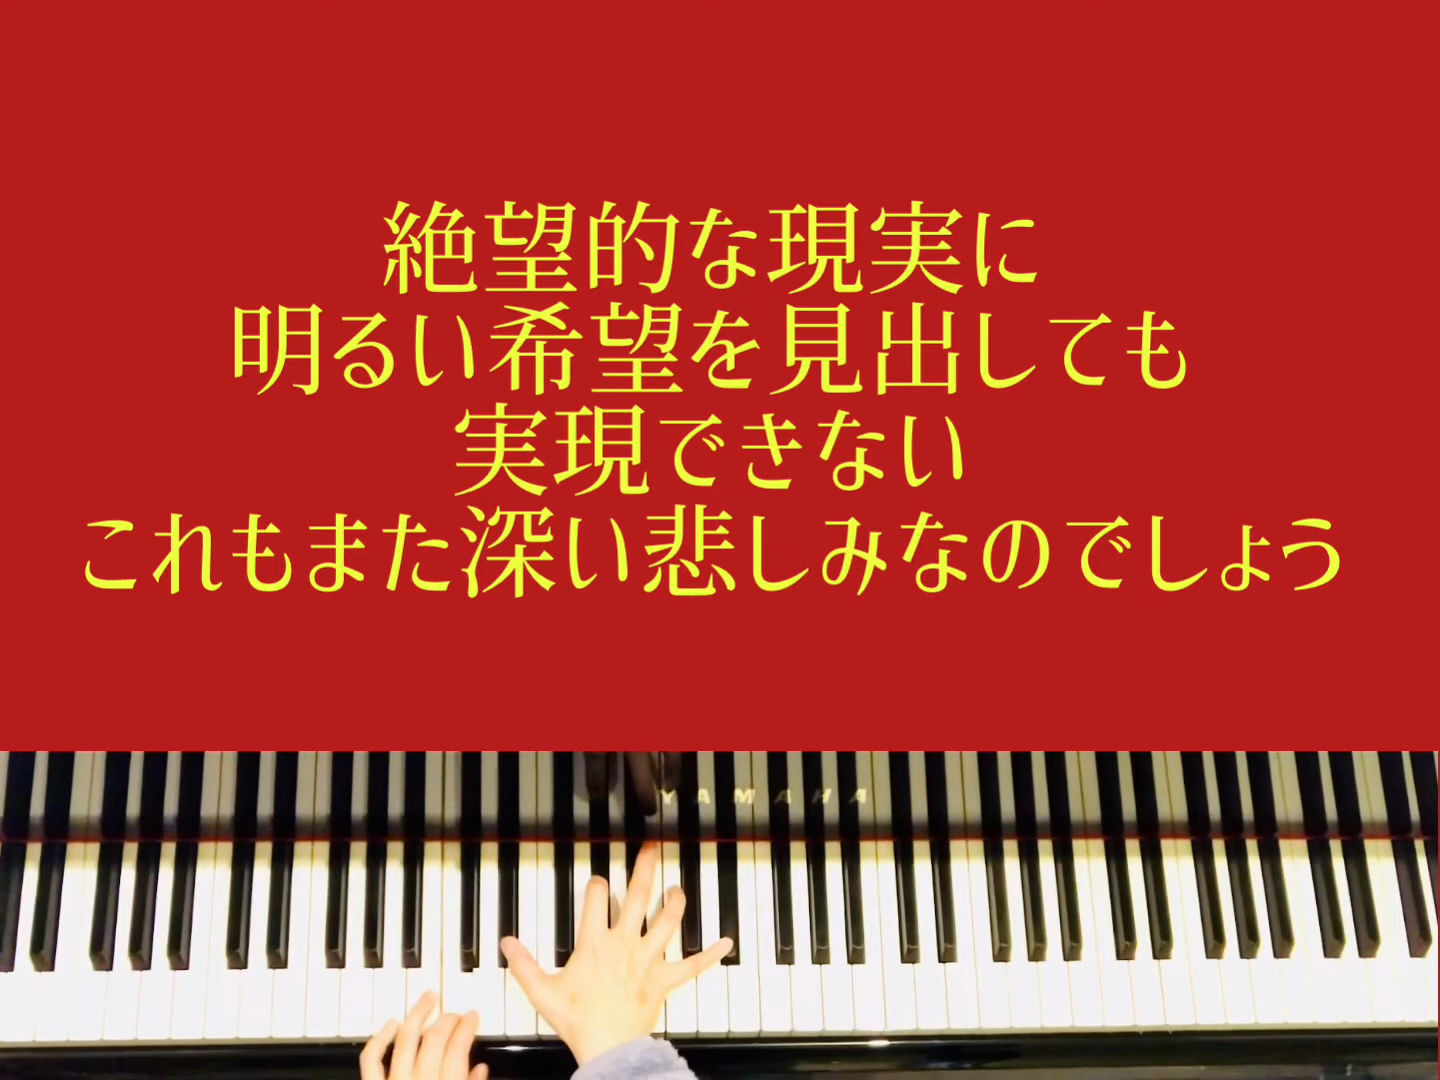 絶望的な現実に
明るい希望を見出しても
実現できない
これもまた深い悲しみなのでしょう
YAMAHA